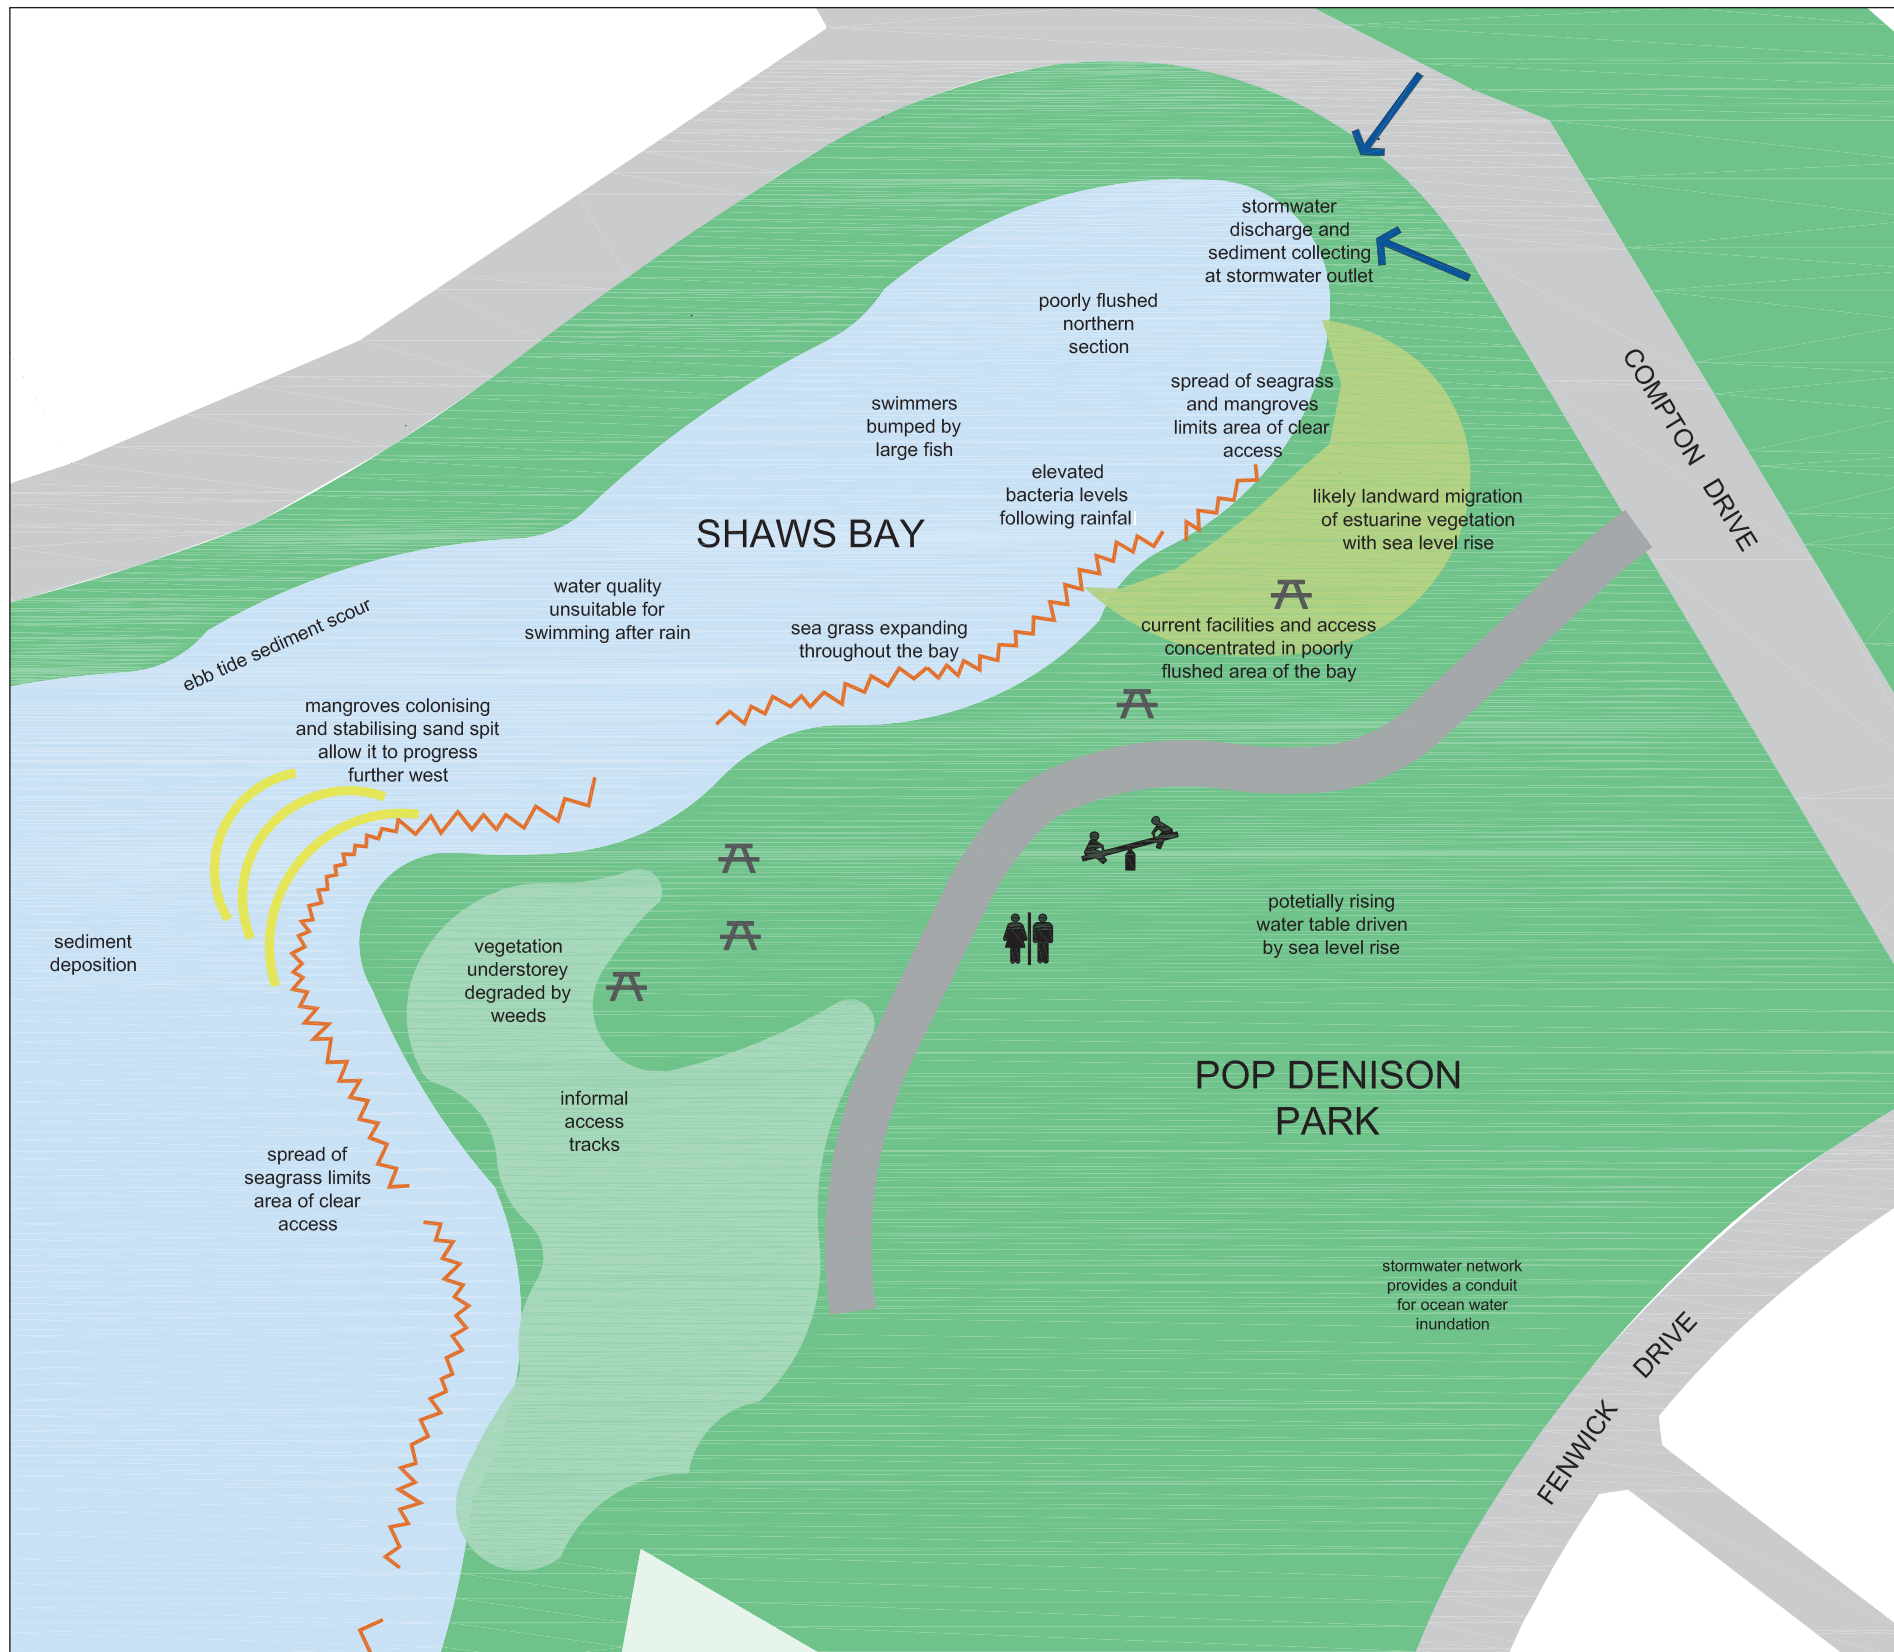 stormwater
discharge and
sediment collecting
at stormwater outlet
poorly flushed
northern
section
spread of seagrass
and mangroves
limits area of clear
access
swimmers
bumped by
large fish
elevated
bacteria levels
following rainfall
COMPTON DRIVE
likely landward migration
of estuarine vegetation
with sea level rise
SHAWS BAY
water quality
unsuitable for
swimming after rain
sea grass expanding
throughout the bay
ebb tide sediment scour
current facilities and access
concentrated in poorly
flushed area of the bay
mangroves colonising
and stabilising sand spit
allow it to progress
further west
sediment
deposition
vegetation
understorey
degraded by
weeds
potetially rising
water table driven
by sea level rise
informal
access
tracks
POP DENISON
PARK
spread of
seagrass limits
area of clear
access
stormwater network
provides a conduit
for ocean water
inundation
FENWICK DRIVE